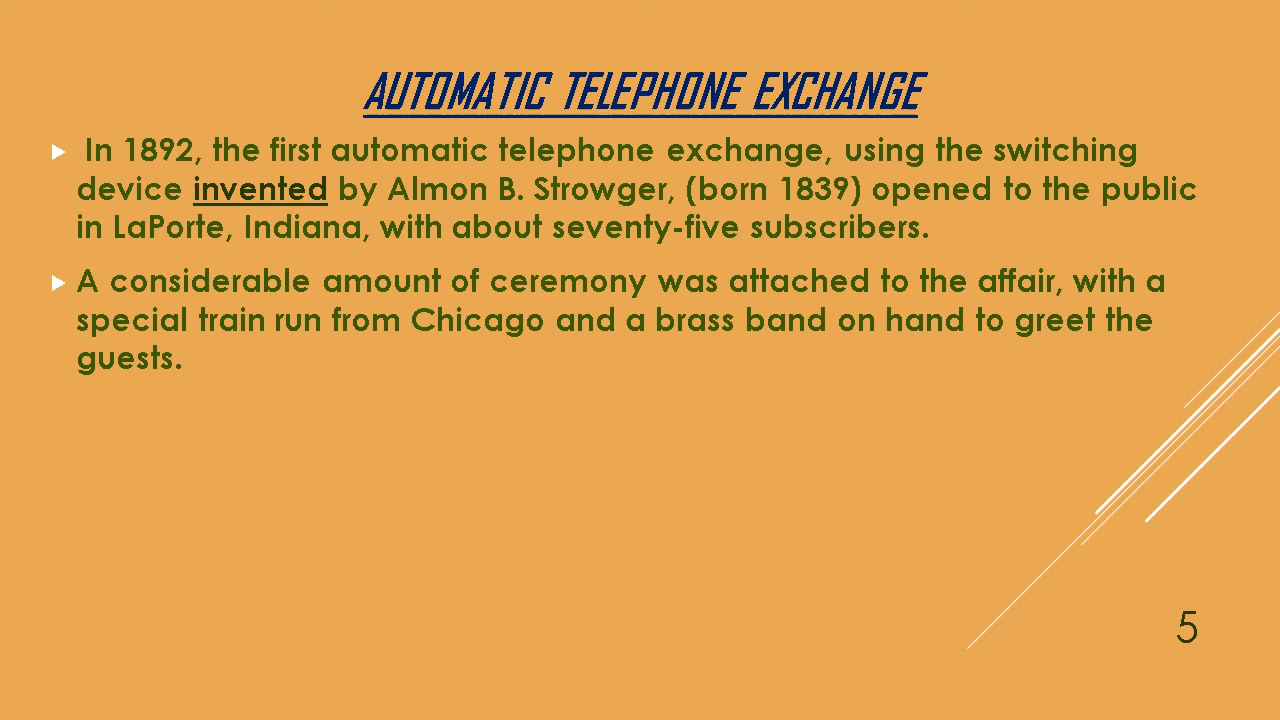 AUTOMATIC TELEPHONE EXCHANGE
In 1892, the first automatic telephone exchange, using the switching
device invented by Almon B. Strowger, (born 1839) opened to the public
in LaPorte, Indiana, with about seventy-five subscribers.
A considerable amount of ceremony was attached to the affair, with a
special train run from Chicago and a brass band on hand to greet the
guests.
5